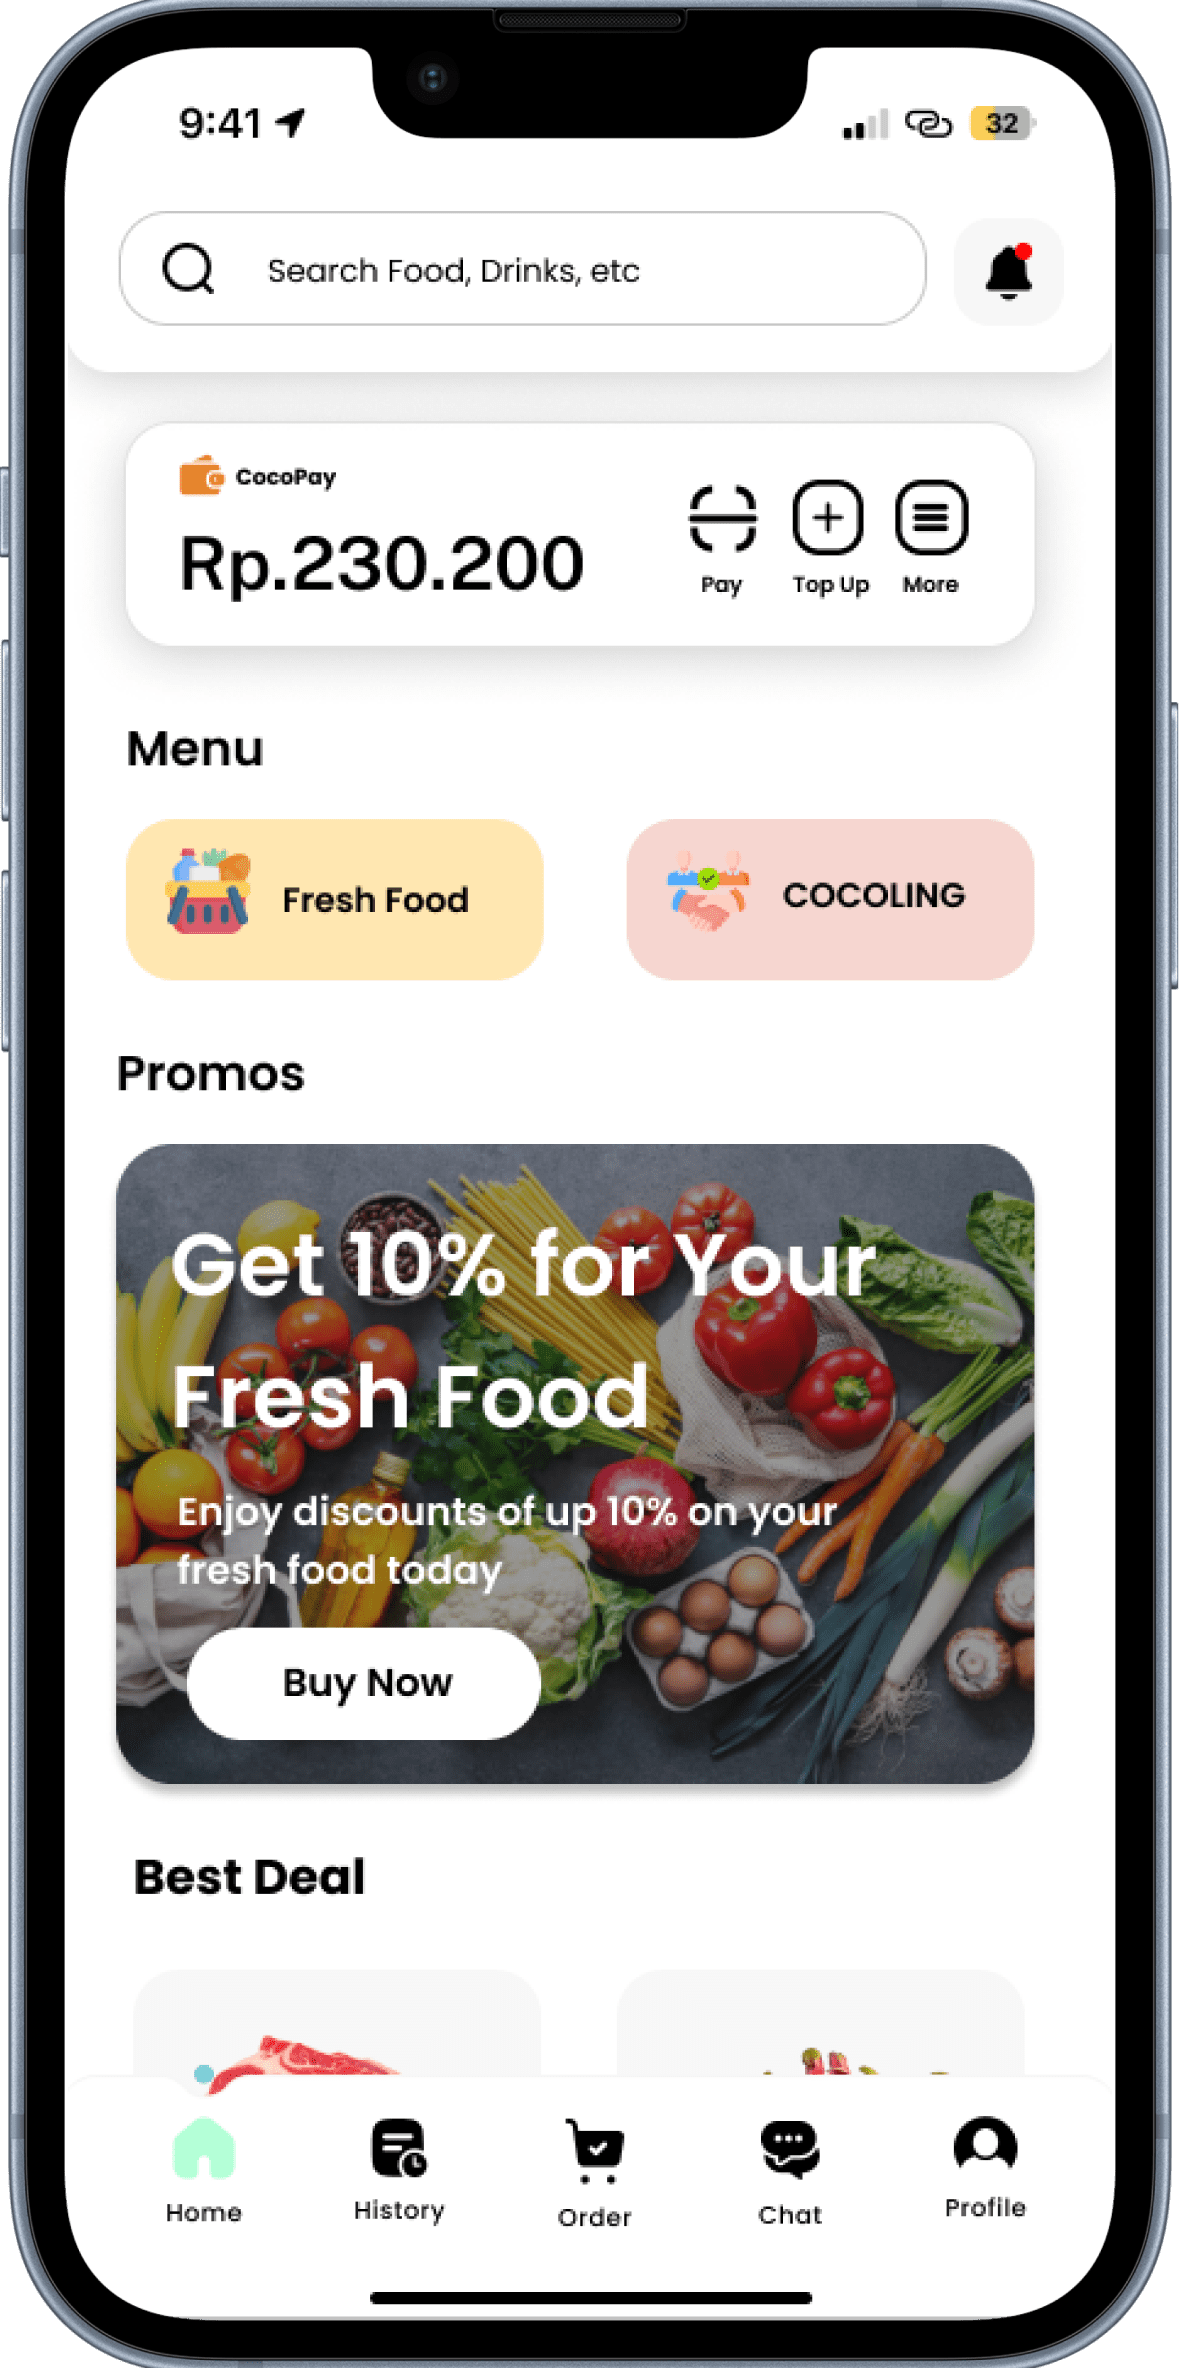 9:41
32
Search Food, Drinks, etc
CocoPay
Rp.230.200
Pay
Top Up
More
Menu
Fresh Food
COCOLING
Promos
Get 10% for Your
Fresh Food
Enjoy discounts of up 10% on your
fresh food today
Buy Now
Best Deal
Home
History
Order
Chat
Profile